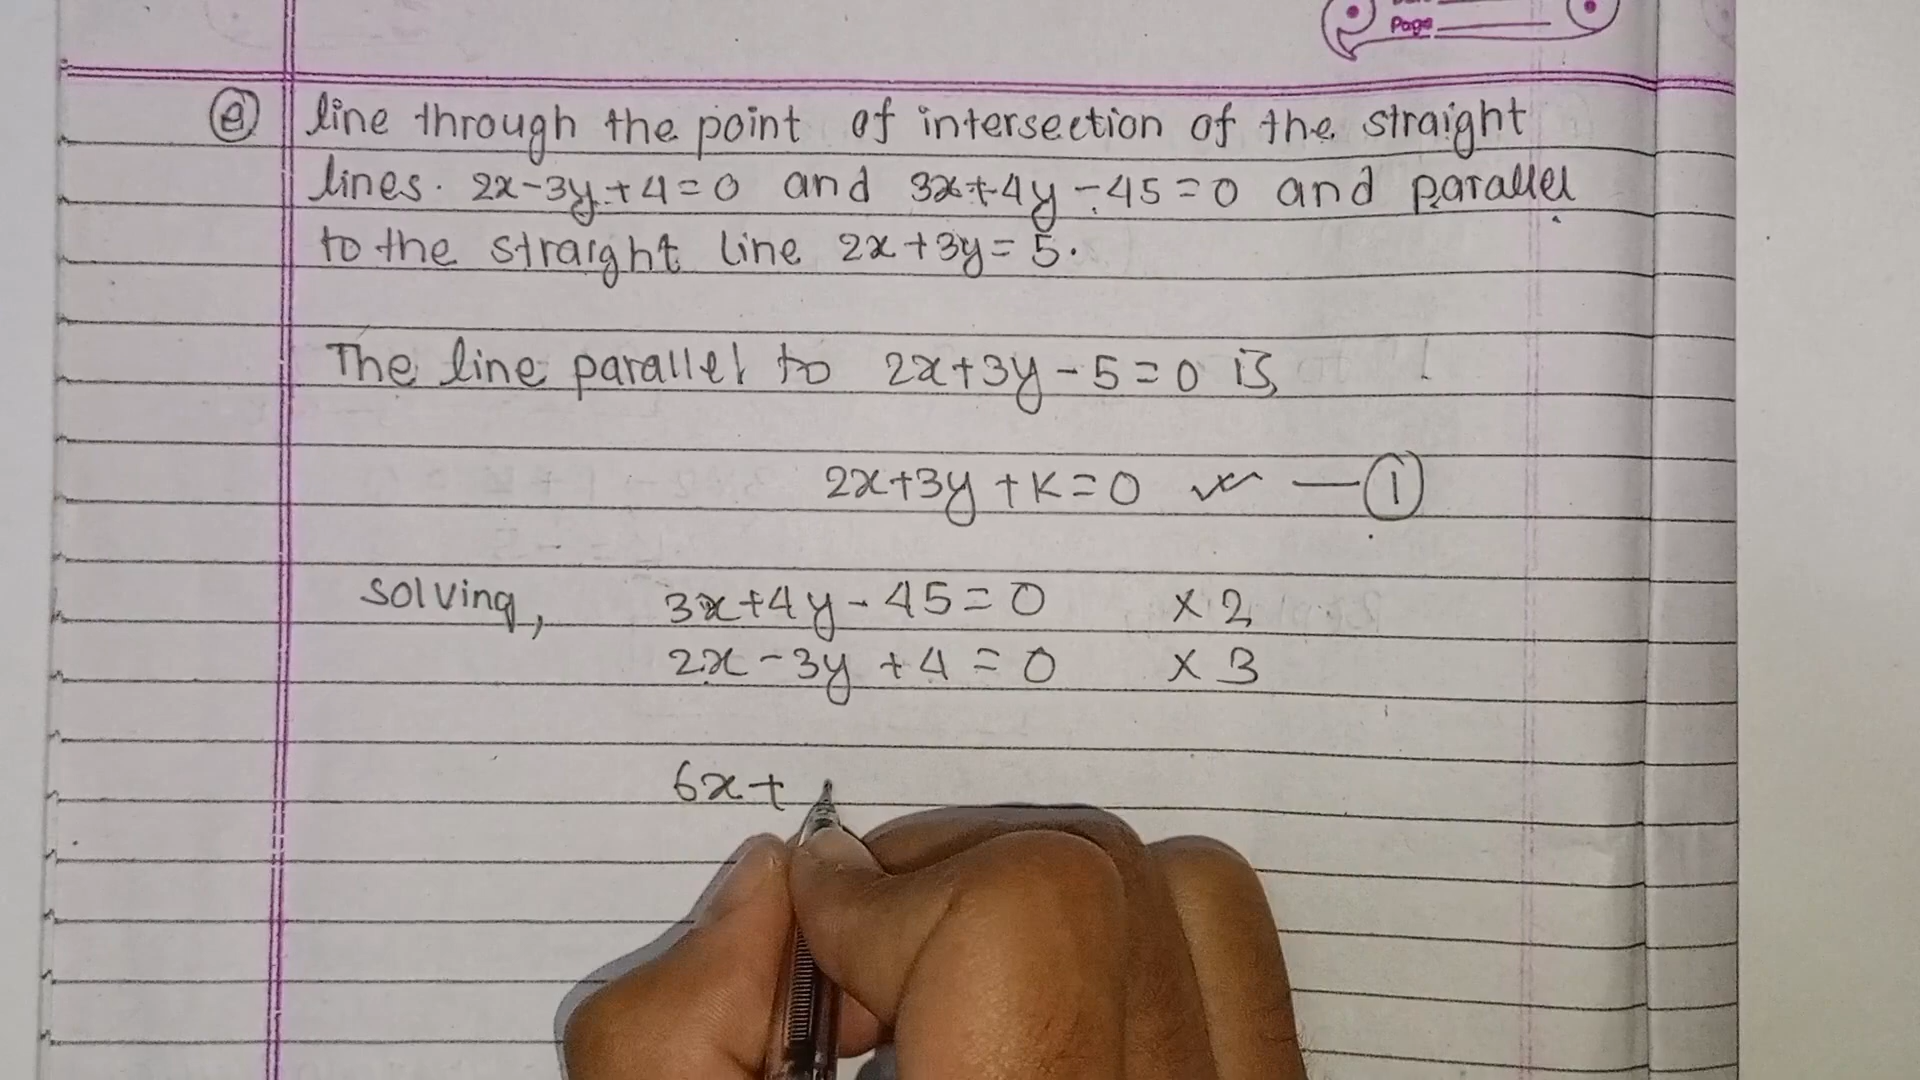 Page
(e) line through the point of intersection of the straight
lines. 2x-3y+4=0 and 3x+4y-45=0 and parallel
to the straight line 2x+3y=5.
The line parallel to 2x+3y-5=0 is,
2x+3y+K=0 —①
solving, 3x+4y-45=0 ×2
2x-3y+4=0 ×3
6x+